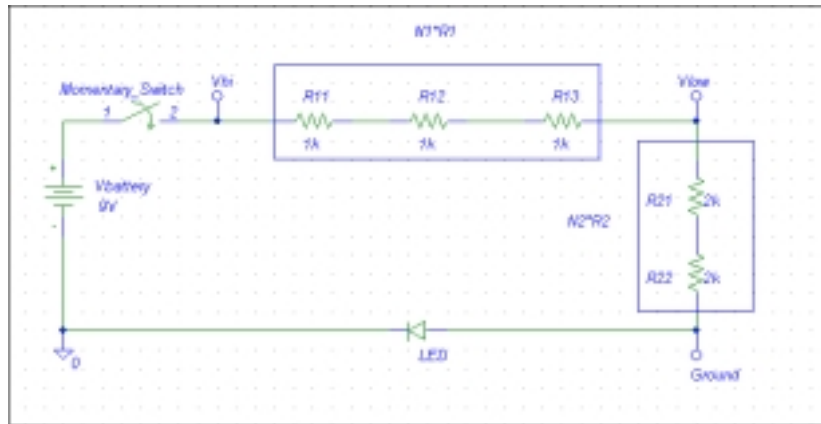 N1*R1
Momentary_Switch
Vhi
Vlow
R11
R12
R13
1
2
1k
1k
1k
+
Vbattery
9V
-
R21
2k
N2*R2
R22
2k
LED
0
Ground